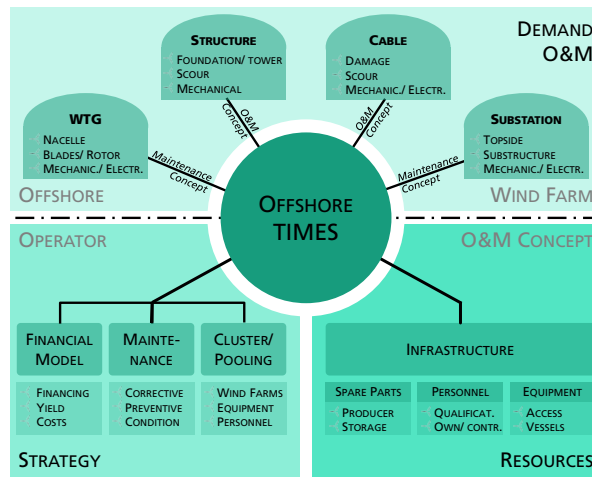 DEMAND
O&M
STRUCTURE
FOUNDATION/ TOWER
SCOUR
MECHANICAL
CABLE
DAMAGE
SCOUR
MECHANIC./ ELECTR.
WTG
NACELLE
BLADES/ ROTOR
MECHANIC./ ELECTR.
SUBSTATION
TOPSIDE
SUBSTRUCTURE
MECHANIC./ ELECTR.
Maintenance
Concept
O&M
Concept
O&M
Concept
Maintenance
Concept
OFFSHORE
WIND FARM
OFFSHORE
TIMES
OPERATOR
O&M CONCEPT
FINANCIAL
MODEL
FINANCING
YIELD
COSTS
MAINTE-
NANCE
CORRECTIVE
PREVENTIVE
CONDITION
CLUSTER/
POOLING
WIND FARMS
EQUIPMENT
PERSONNEL
INFRASTRUCTURE
SPARE PARTS
PRODUCER
STORAGE
PERSONNEL
QUALIFICAT.
OWN/ CONTR.
EQUIPMENT
ACCESS
VESSELS
STRATEGY
RESOURCES